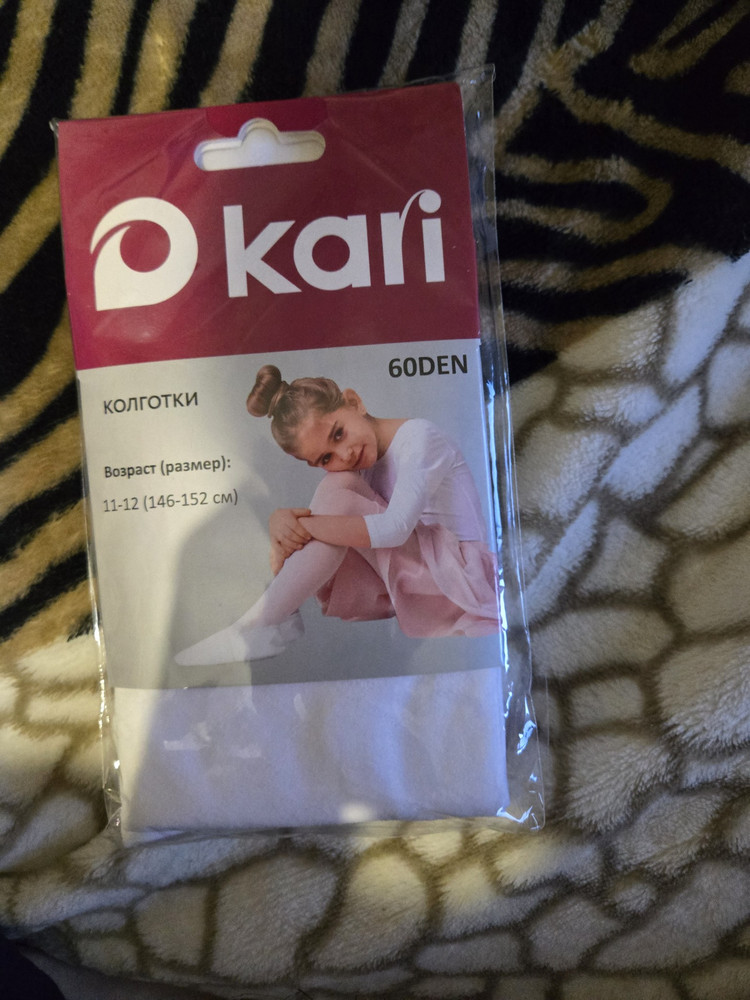 kari
60DEN
КОЛГОТКИ
Возраст (размер):
11-12 (146-152 см)